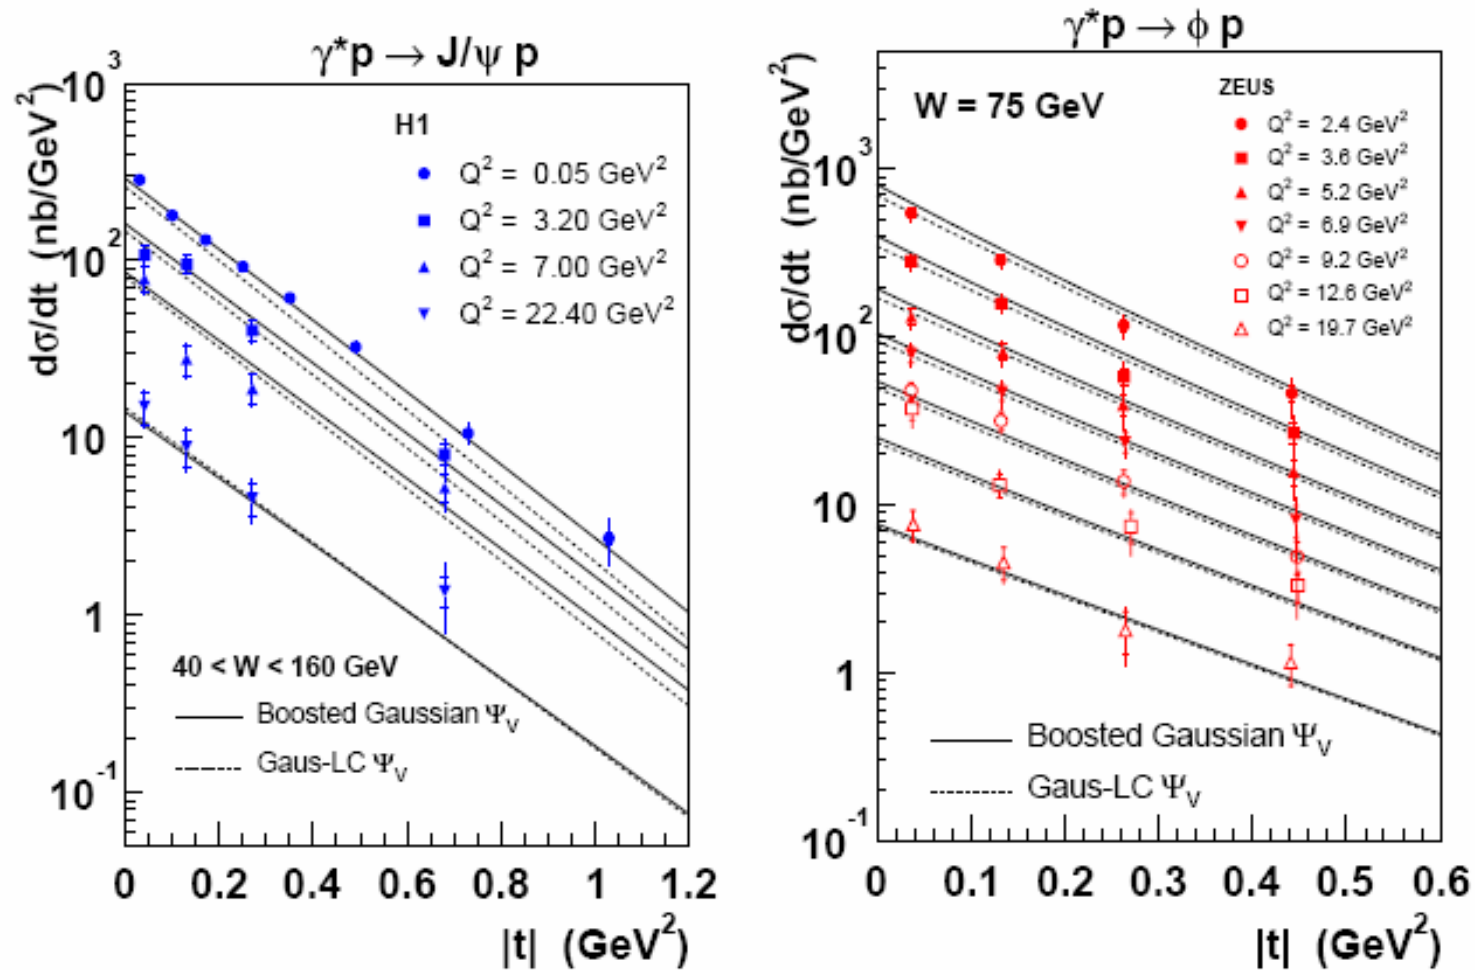 γ*p → J/ψ p
dσ/dt (nb/GeV²)
10³
10²
10
1
10⁻¹
H1
Q² = 0.05 GeV²
Q² = 3.20 GeV²
Q² = 7.00 GeV²
Q² = 22.40 GeV²
40 < W < 160 GeV
Boosted Gaussian Ψ_V
Gaus-LC Ψ_V
0 0.2 0.4 0.6 0.8 1 1.2
|t| (GeV²)
γ*p → ϕ p
dσ/dt (nb/GeV²)
10³
10²
10
1
10⁻¹
W = 75 GeV
ZEUS
Q² = 2.4 GeV²
Q² = 3.6 GeV²
Q² = 5.2 GeV²
Q² = 6.9 GeV²
Q² = 9.2 GeV²
Q² = 12.6 GeV²
Q² = 19.7 GeV²
Boosted Gaussian Ψ_V
Gaus-LC Ψ_V
0 0.1 0.2 0.3 0.4 0.5 0.6
|t| (GeV²)